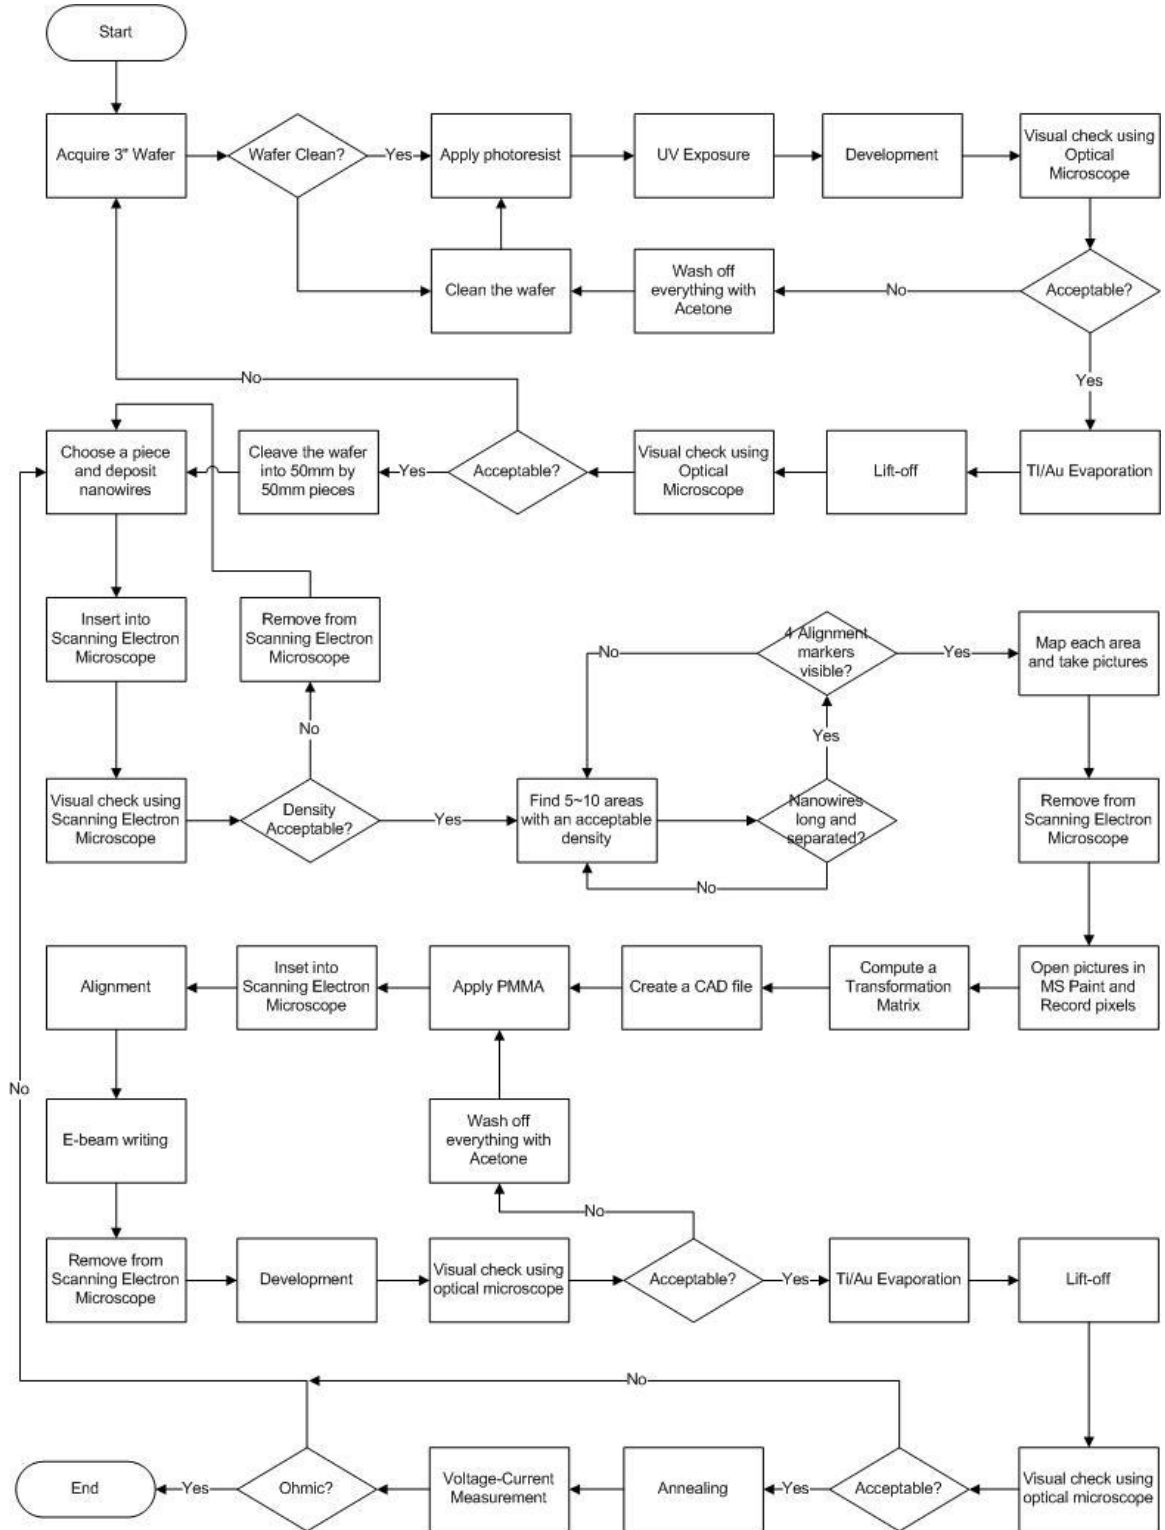 Start
Acquire 3" Wafer
Wafer Clean?
Yes
Apply photoresist
UV Exposure
Development
Visual check using
Optical
Microscope
Clean the wafer
Wash off
everything with
Acetone
No
Acceptable?
Yes
No
Choose a piece
and deposit
nanowires
Cleave the wafer
into 50mm by
50mm pieces
Yes
Acceptable?
Visual check using
Optical
Microscope
Lift-off
TI/Au Evaporation
Insert into
Scanning Electron
Microscope
Remove from
Scanning Electron
Microscope
No
4 Alignment
markers
visible?
Yes
Map each area
and take pictures
No
Yes
Visual check using
Scanning Electron
Microscope
Density
Acceptable?
Yes
Find 5~10 areas
with an acceptable
density
Nanowires
long and
separated?
Remove from
Scanning Electron
Microscope
No
Alignment
Inset into
Scanning Electron
Microscope
Apply PMMA
Create a CAD file
Compute a
Transformation
Matrix
Open pictures in
MS Paint and
Record pixels
No
E-beam writing
Wash off
everything with
Acetone
No
Remove from
Scanning Electron
Microscope
Development
Visual check using
optical microscope
Acceptable?
Yes
Ti/Au Evaporation
Lift-off
No
End
Yes
Ohmic?
Voltage-Current
Measurement
Annealing
Yes
Acceptable?
Visual check using
optical microscope